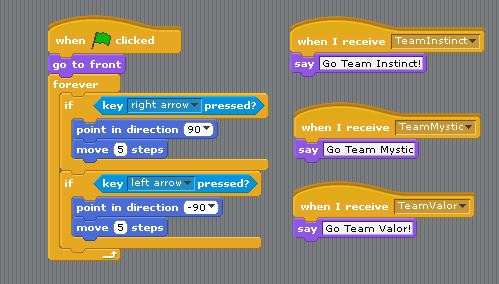 when clicked
go to front
forever
if key right arrow pressed?
point in direction 90
move 5 steps
if key left arrow pressed?
point in direction -90
move 5 steps
when I receive TeamInstinct
say Go Team Instinct!
when I receive TeamMystic
say Go Team Mystic
when I receive TeamValor
say Go Team Valor!